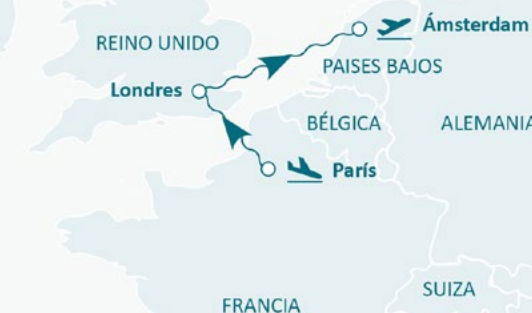 Ámsterdam
REINO UNIDO
PAISES BAJOS
Londres
BÉLGICA
ALEMANIA
París
SUIZA
FRANCIA